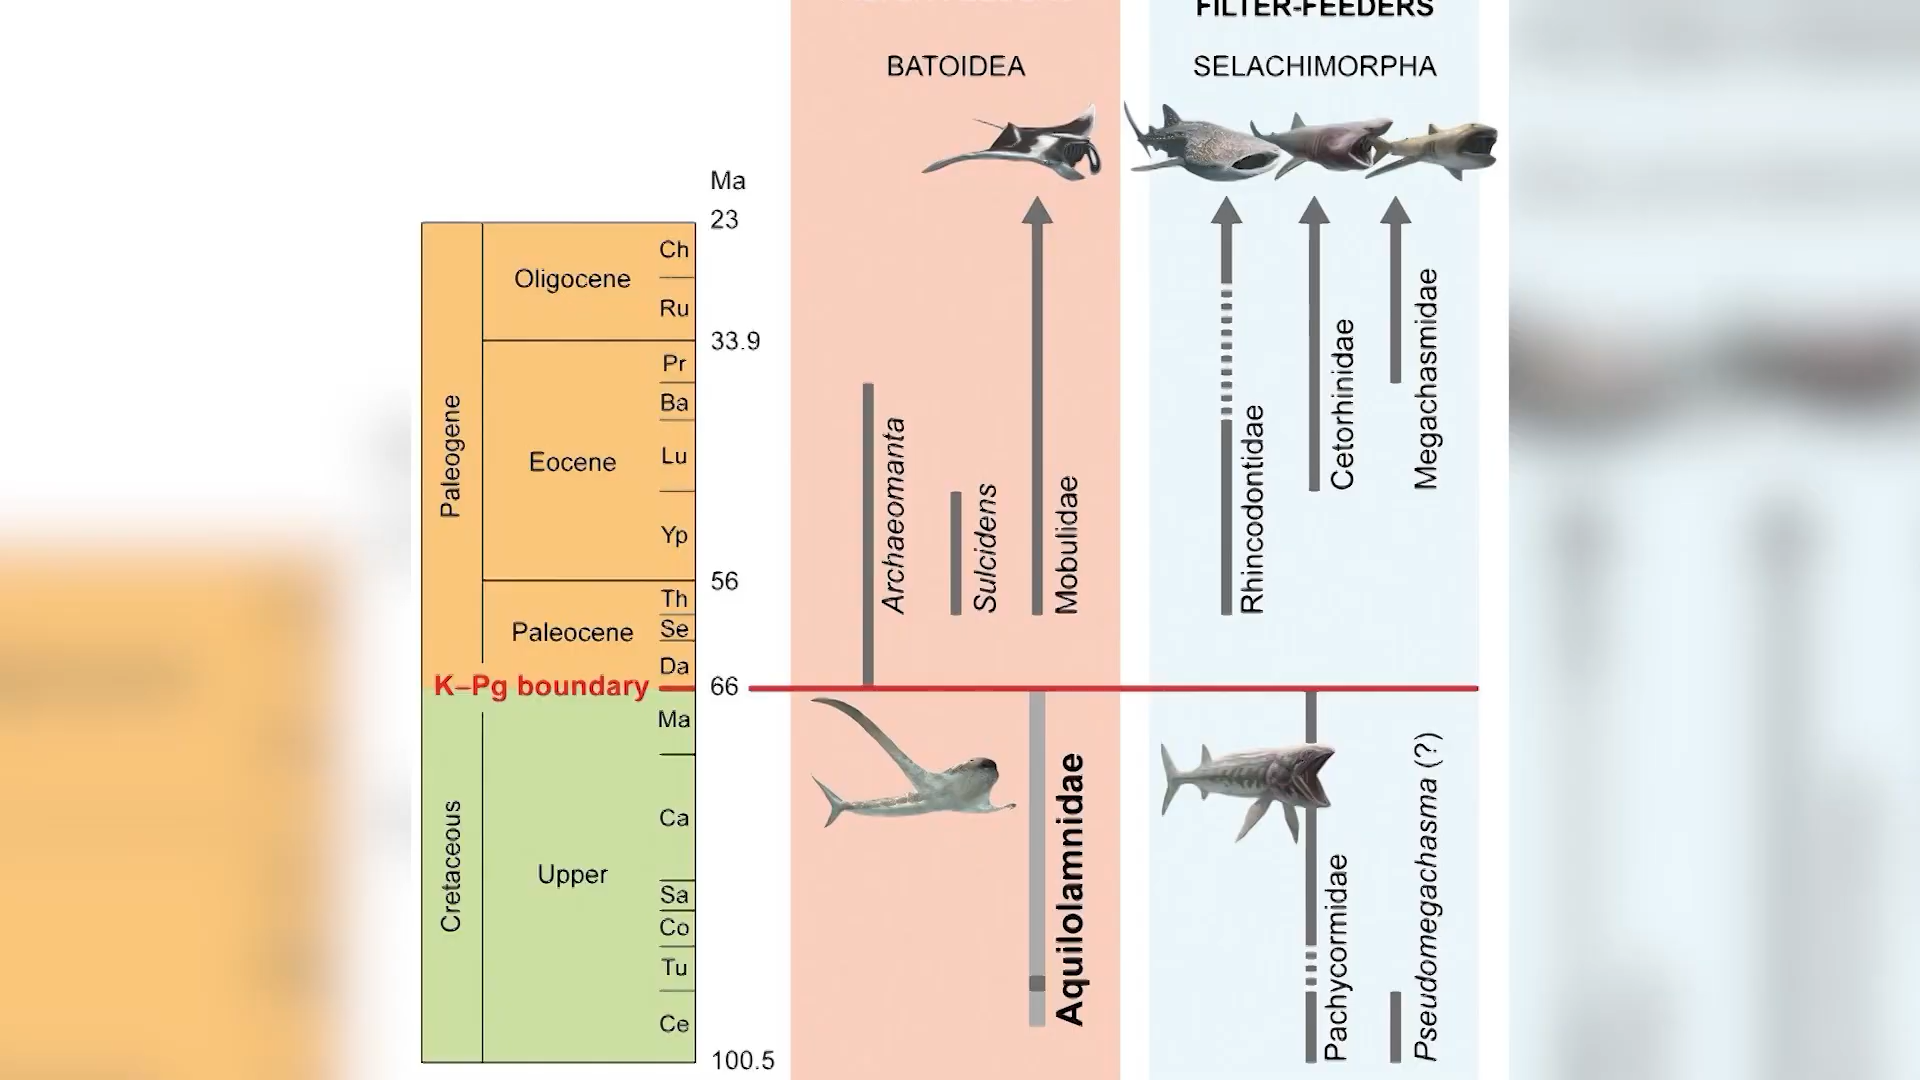 FILTER-FEEDERS
BATOIDEA
SELACHIMORPHA
Ma
23
Ch
Oligocene
Ru
33.9
Pr
Ba
Eocene
Lu
Yp
Paleogene
56
Th
Paleocene
Se
Da
K–Pg boundary
66
Ma
Ca
Upper
Sa
Co
Tu
Ce
Cretaceous
100.5
Archaeomanta
Sulcidens
Mobulidae
Rhincodontidae
Cetorhinidae
Megachasmidae
Aquilolamnidae
Pachycormidae
Pseudomegachasma (?)